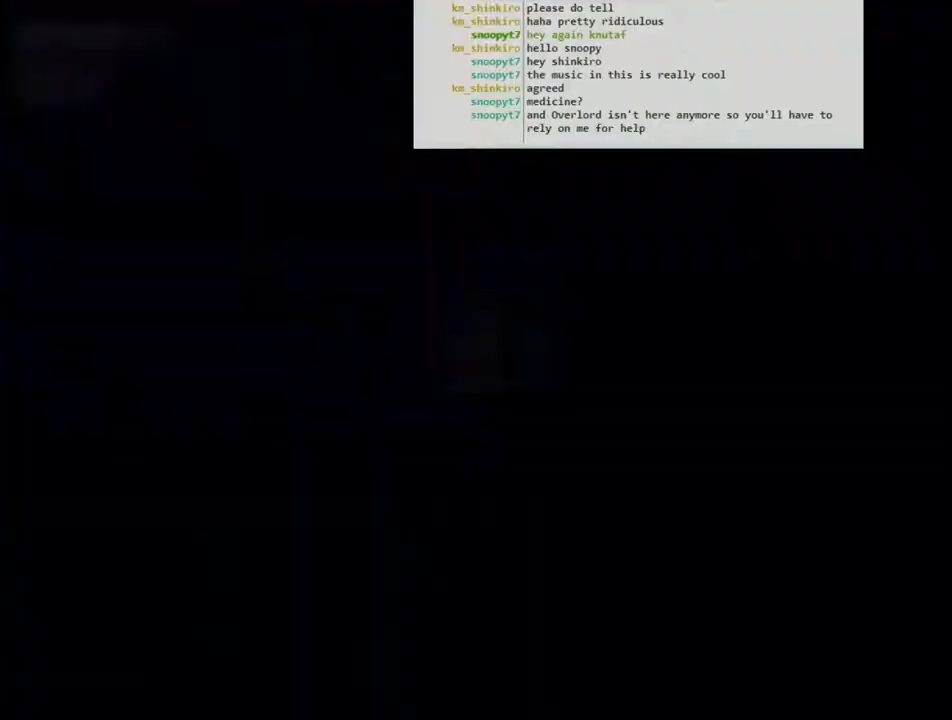 km_shinkiro please do tell
km_shinkiro haha pretty ridiculous
snoopyt7 hey again knutaf
km_shinkiro hello snoopy
snoopyt7 hey shinkiro
snoopyt7 the music in this is really cool
km_shinkiro agreed
snoopyt7 medicine?
snoopyt7 and Overlord isn't here anymore so you'll have to
rely on me for help